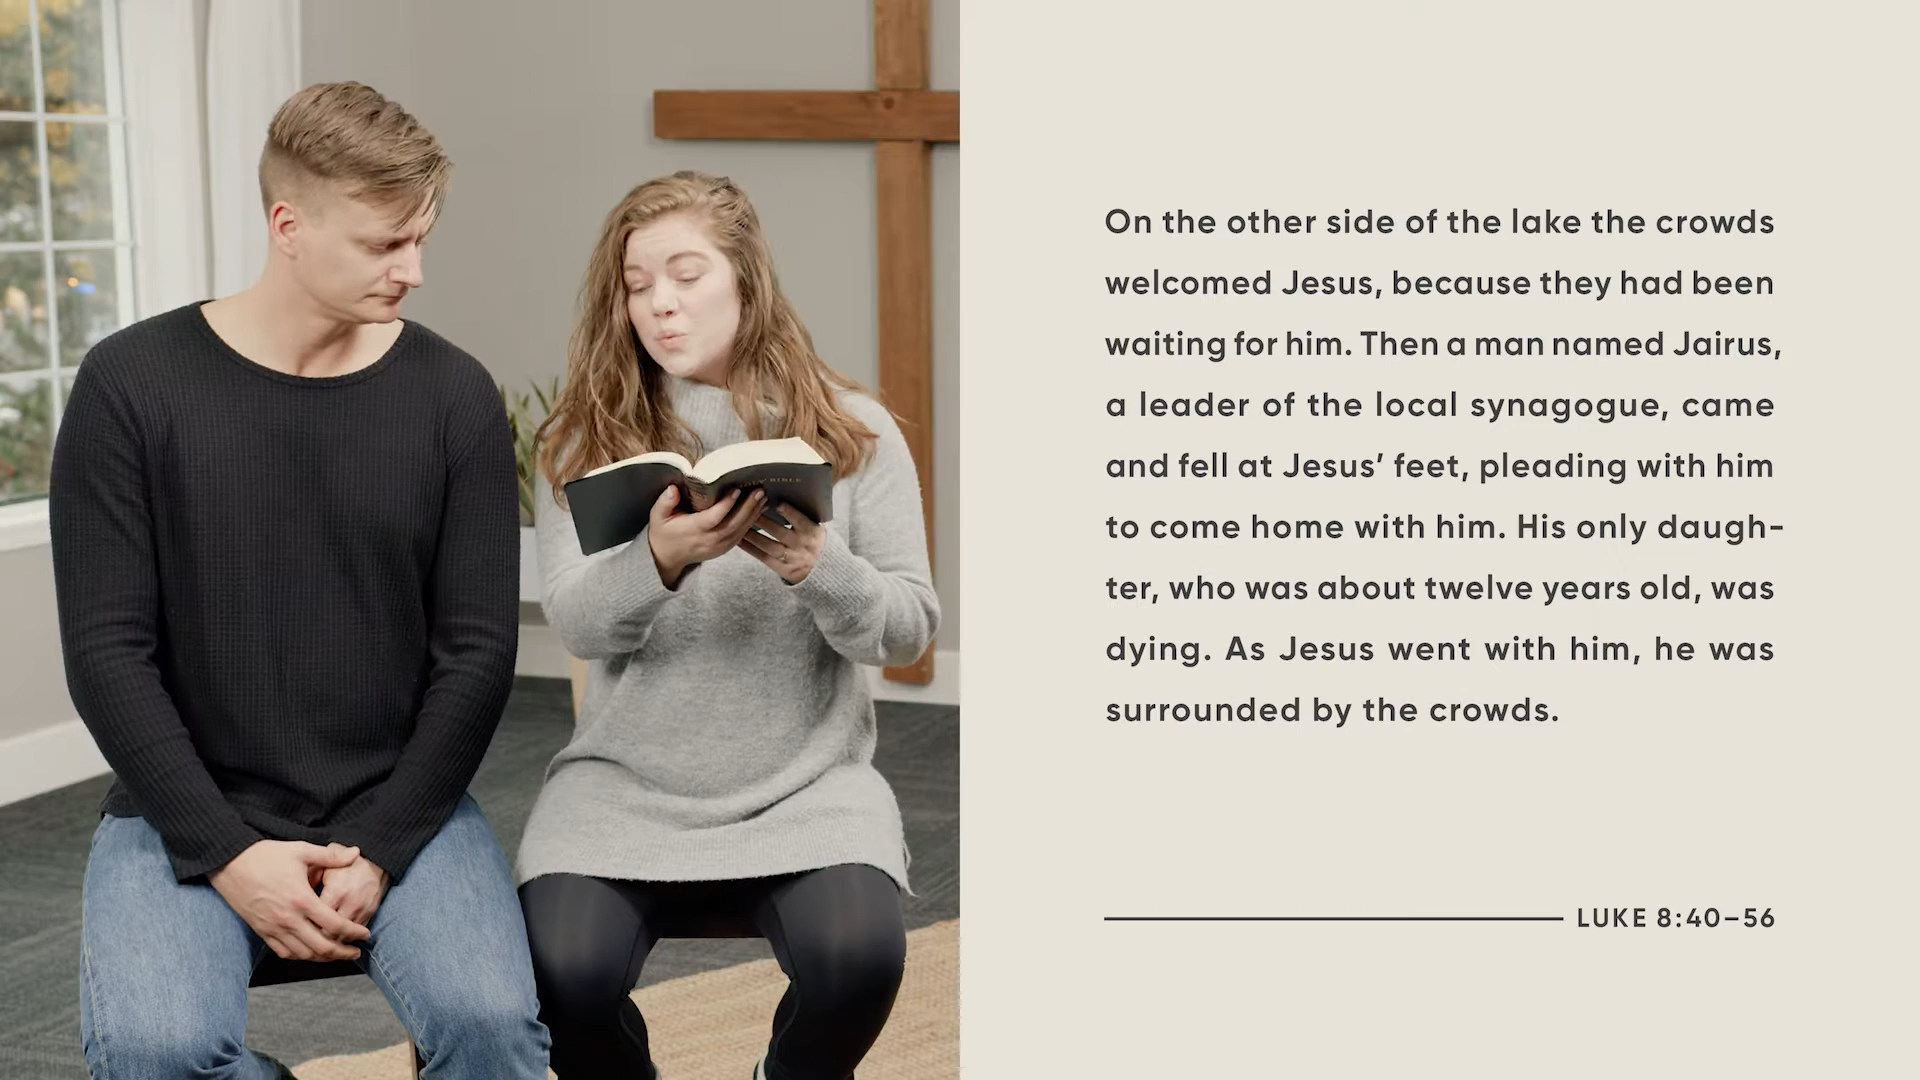 On the other side of the lake the crowds
welcomed Jesus, because they had been
waiting for him. Then a man named Jairus,
a leader of the local synagogue, came
and fell at Jesus’ feet, pleading with him
to come home with him. His only daugh-
ter, who was about twelve years old, was
dying. As Jesus went with him, he was
surrounded by the crowds.
LUKE 8:40–56
HOLY BIBLE